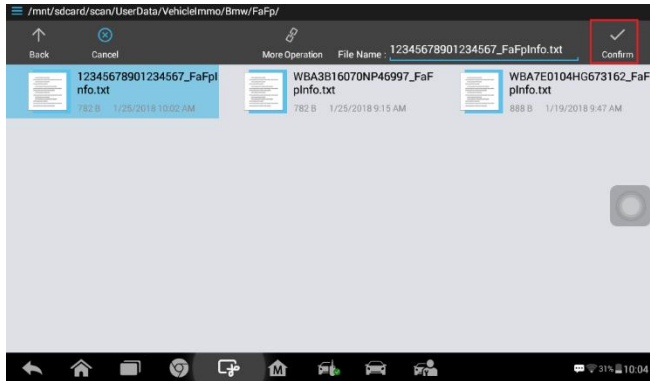 /mnt/sdcard/scan/UserData/VehicleImmo/Bmw/FaFp/
Back
Cancel
More Operation
File Name : 12345678901234567_FaFpInfo.txt
Confirm
12345678901234567_FaFpI
nfo.txt
782 B 1/25/2018 10:02 AM
WBA3B16070NP46997_FaF
pInfo.txt
782 B 1/25/2018 9:15 AM
WBA7E0104HG673162_FaF
pInfo.txt
888 B 1/19/2018 9:47 AM
M
31% 10:04